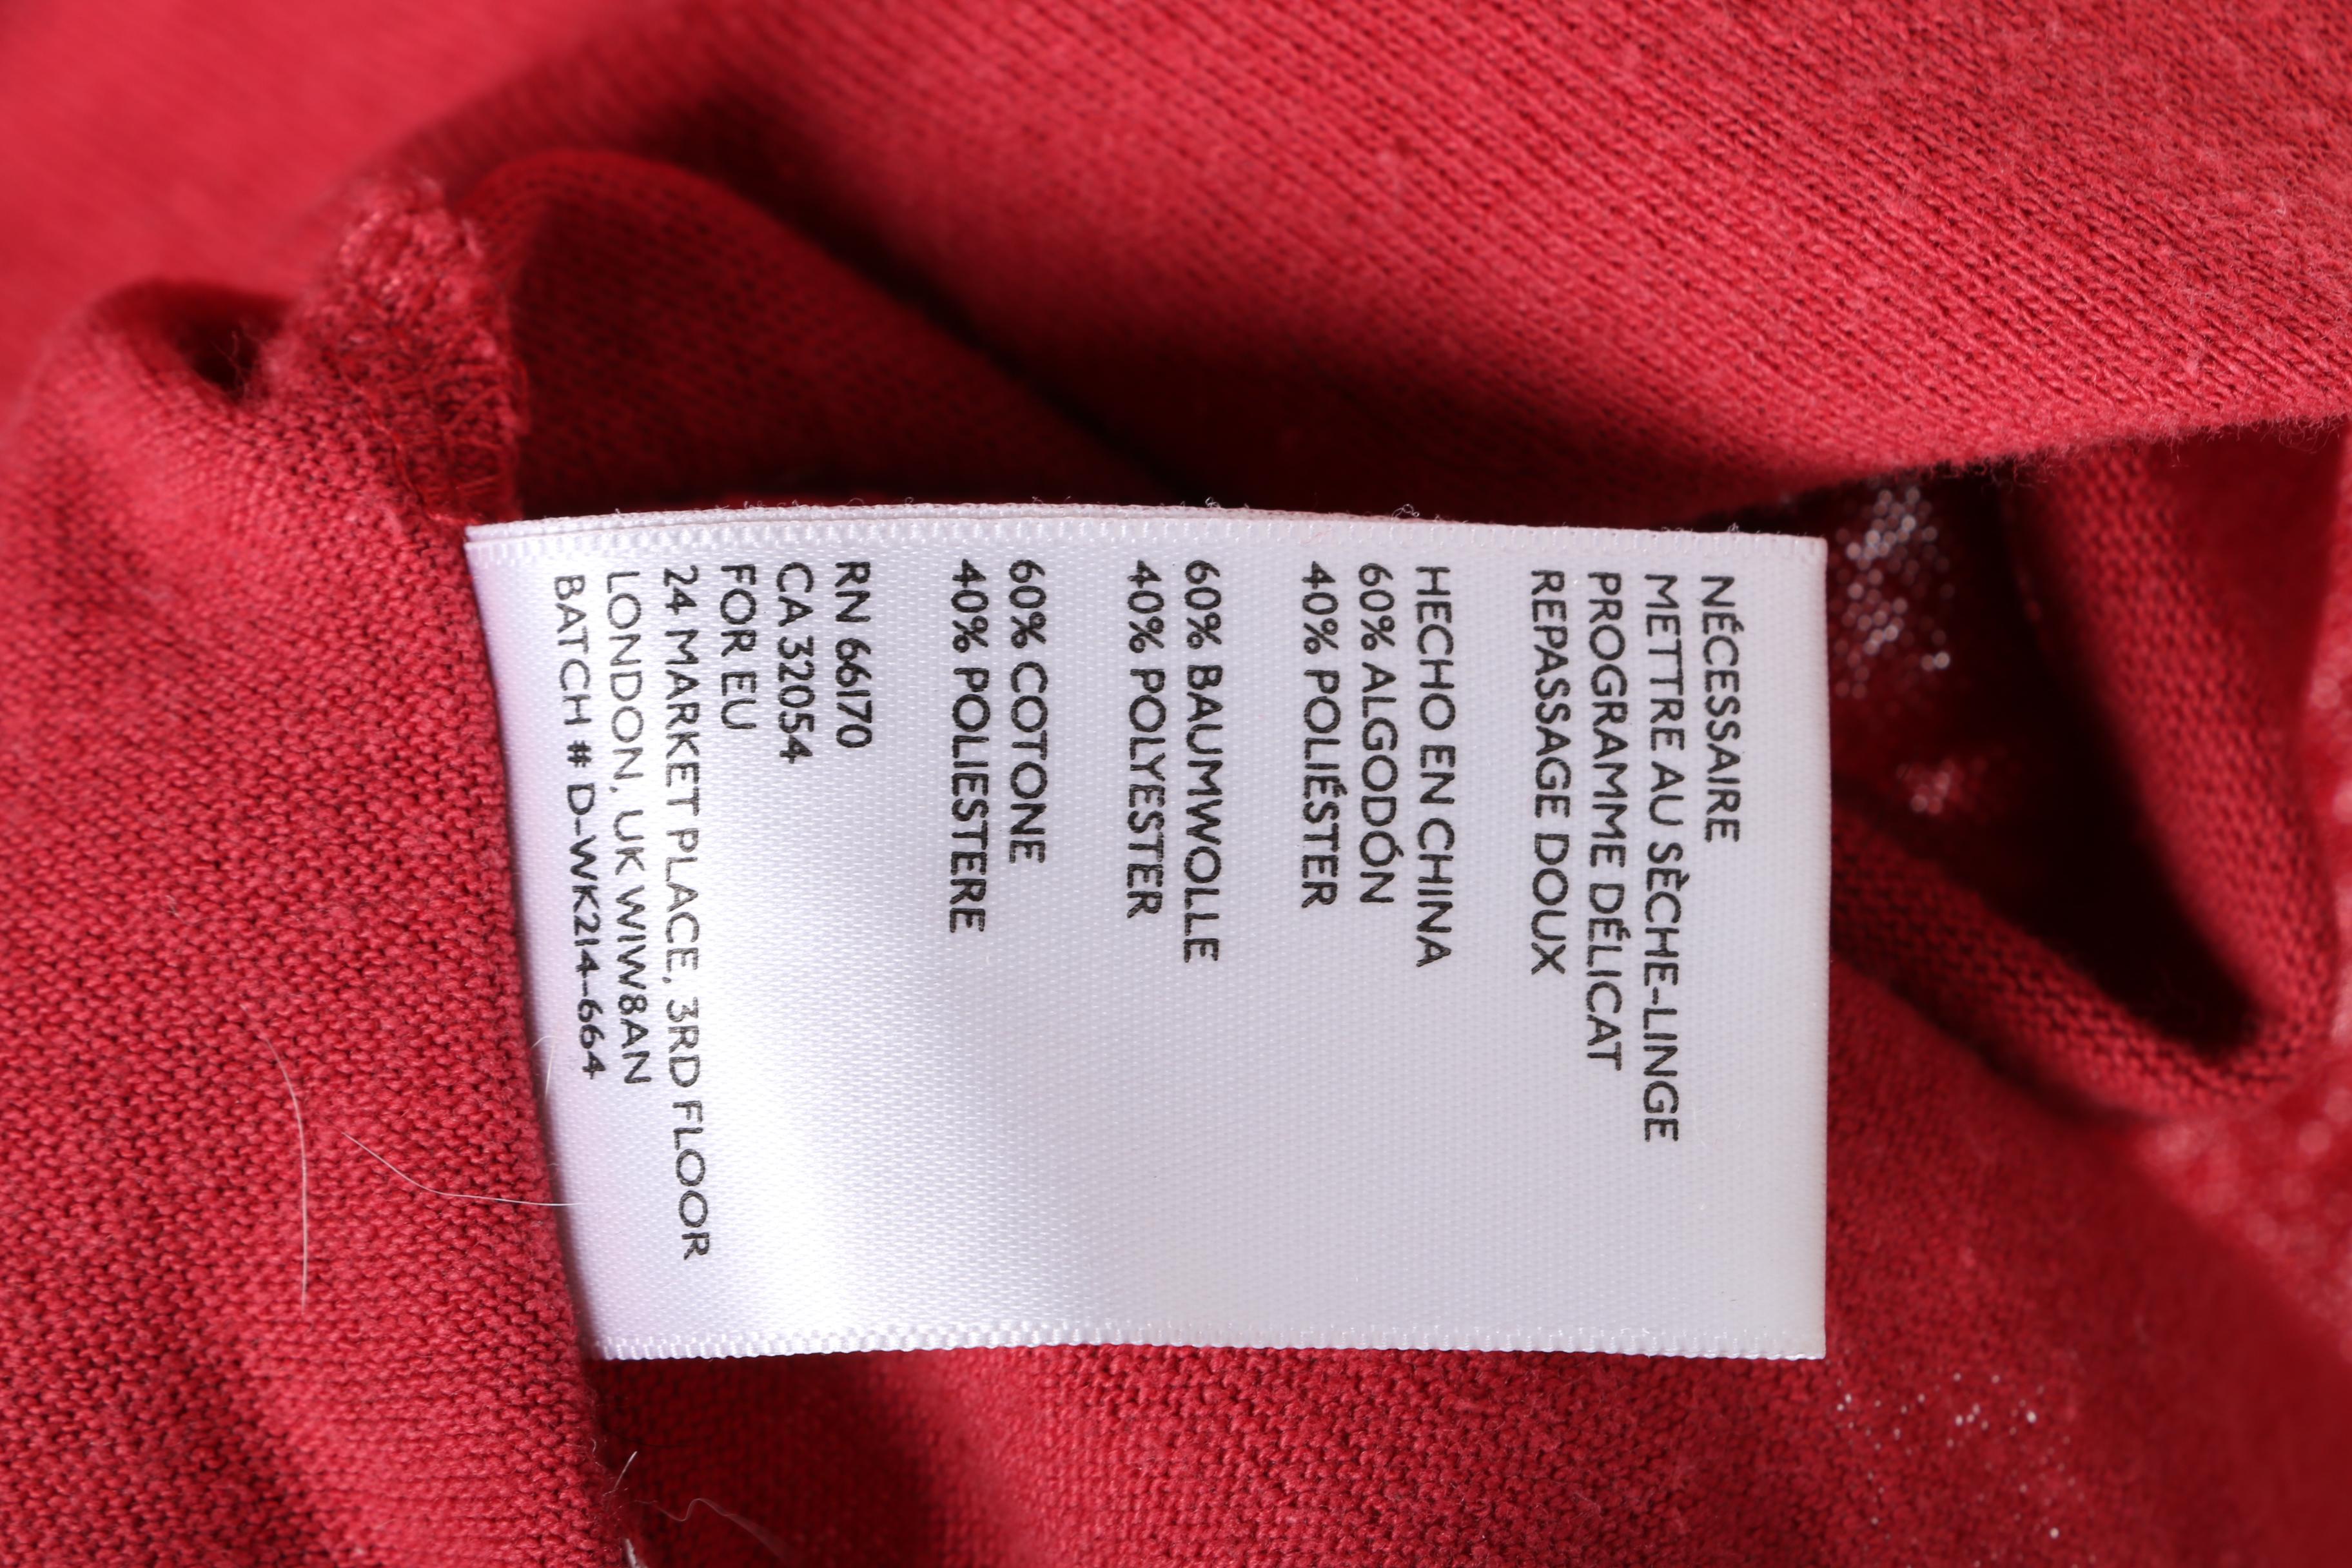 NÉCESSAIRE
METTRE AU SÈCHE-LINGE
PROGRAMME DÉLICAT
REPASSAGE DOUX
HECHO EN CHINA
60% ALGODÓN
40% POLIÉSTER
60% BAUMWOLLE
40% POLYESTER
60% COTONE
40% POLIESTERE
RN 66170
CA 32054
FOR EU
24 MARKET PLACE, 3RD FLOOR
LONDON, UK W1W8AN
BATCH # D-WK214-664